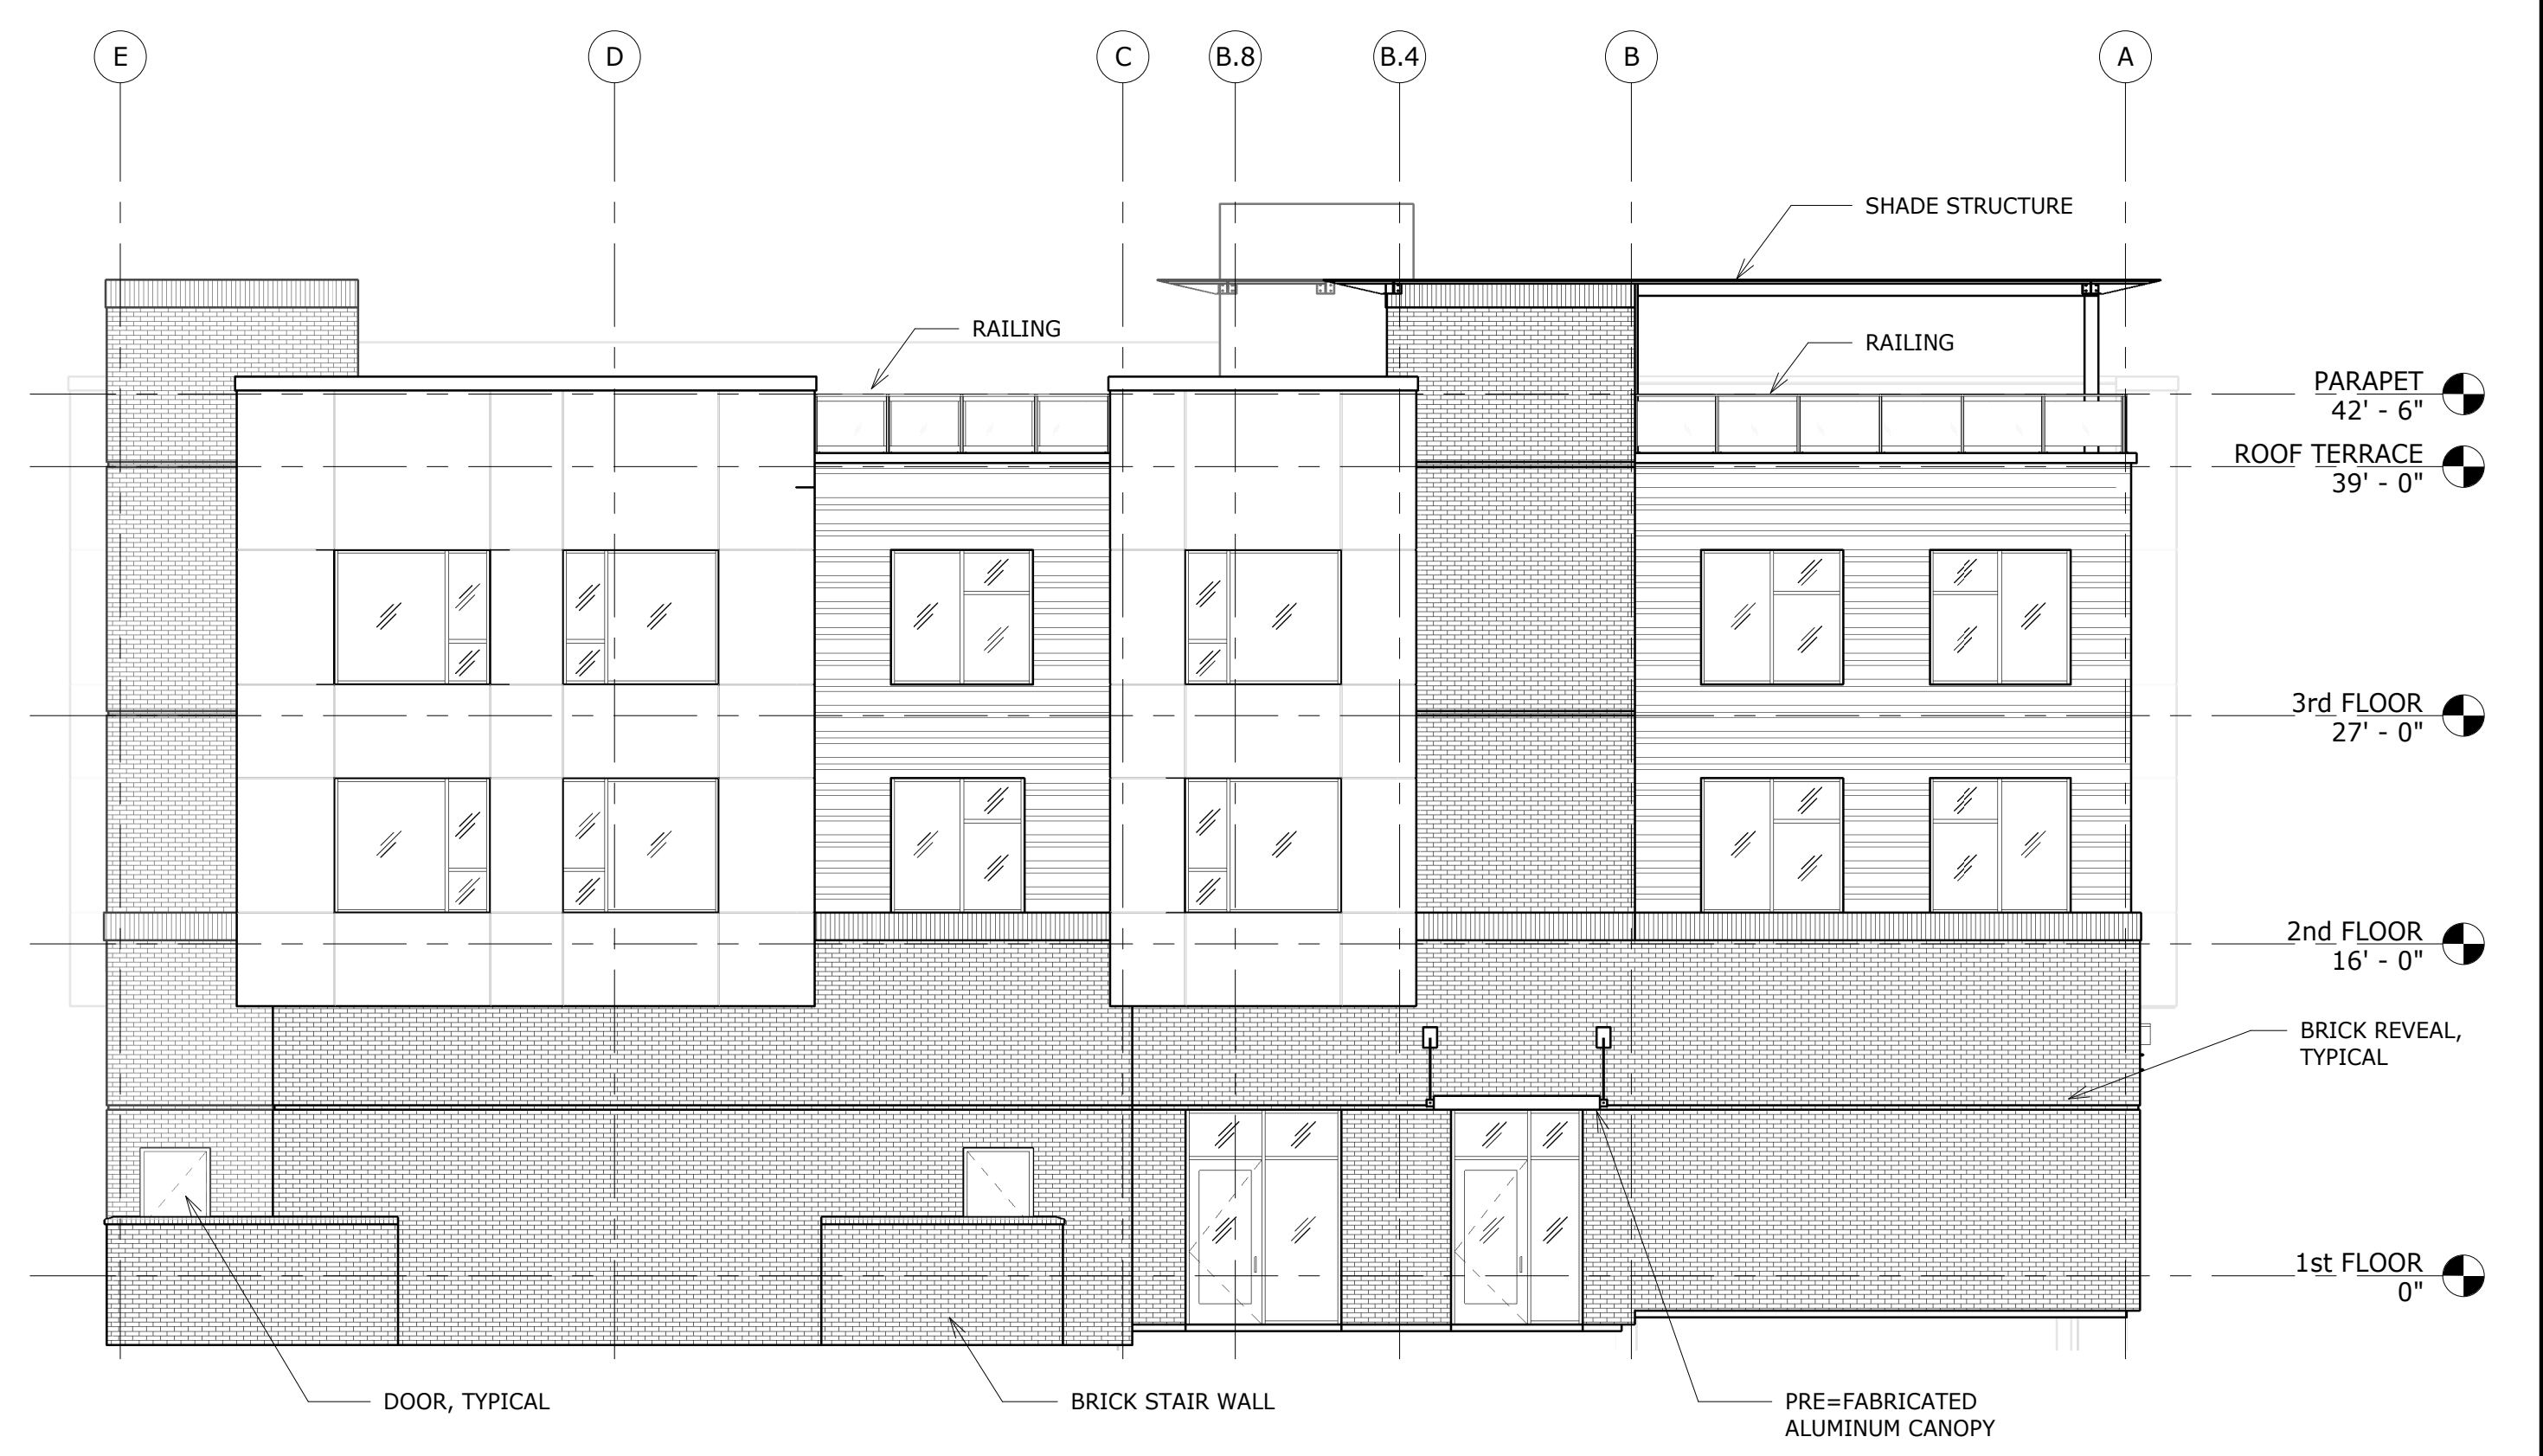 E
D
C
B.8
B.4
B
A
SHADE STRUCTURE
RAILING
RAILING
PARAPET
42' - 6"
ROOF TERRACE
39' - 0"
3rd FLOOR
27' - 0"
2nd FLOOR
16' - 0"
BRICK REVEAL,
TYPICAL
1st FLOOR
0"
DOOR, TYPICAL
BRICK STAIR WALL
PRE=FABRICATED
ALUMINUM CANOPY